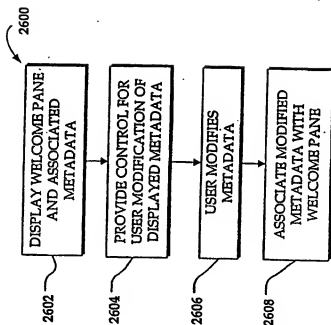 2600
DISPLAY WELCOME PANE
AND ASSOCIATED
METADATA
2602
PROVIDE CONTROL FOR
USER MODIFICATION OF
DISPLAYED METADATA
2604
USER MODIFIES
METADATA
2606
ASSOCIATE MODIFIED
METADATA WITH
WELCOME PANE
2608